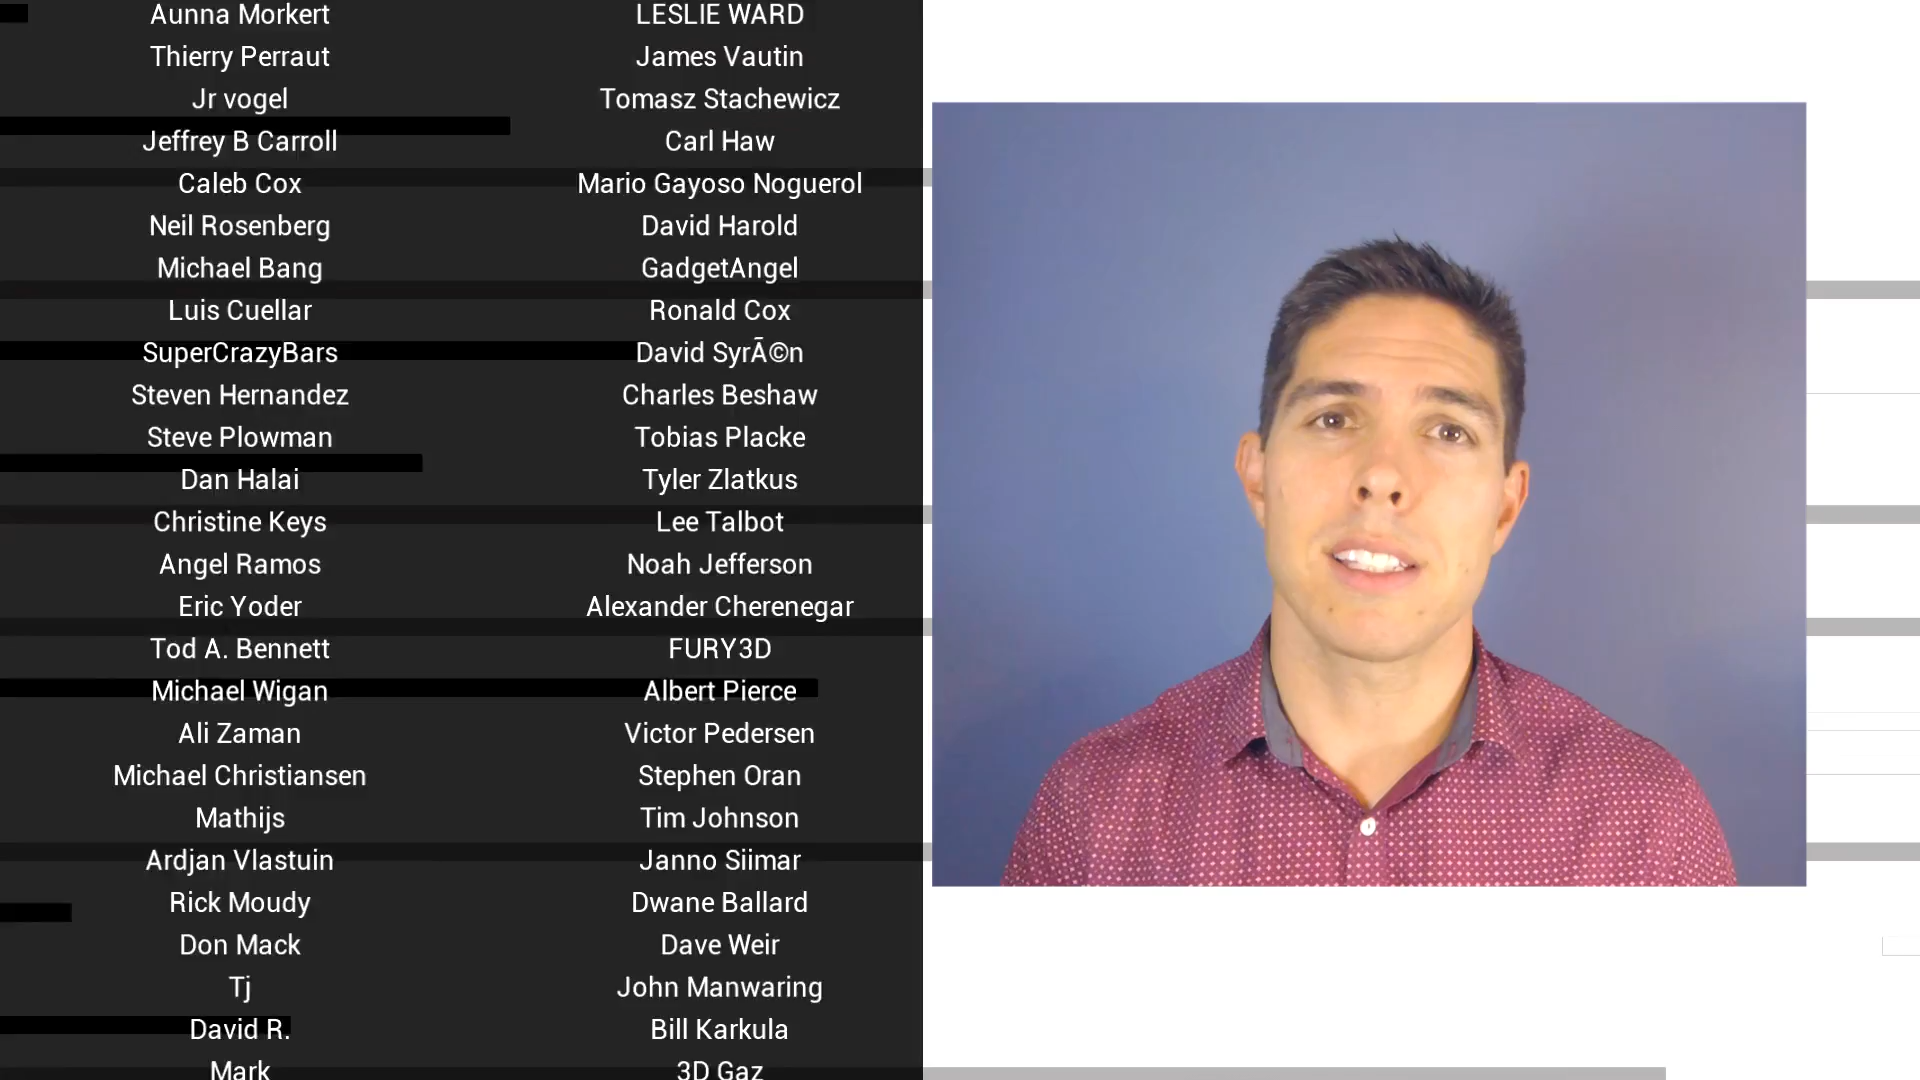 Aunna Morkert
Thierry Perraut
Jr vogel
Jeffrey B Carroll
Caleb Cox
Neil Rosenberg
Michael Bang
Luis Cuellar
SuperCrazyBars
Steven Hernandez
Steve Plowman
Dan Halai
Christine Keys
Angel Ramos
Eric Yoder
Tod A. Bennett
Michael Wigan
Ali Zaman
Michael Christiansen
Mathijs
Ardjan Vlastuin
Rick Moudy
Don Mack
Tj
David R.
Mark
LESLIE WARD
James Vautin
Tomasz Stachewicz
Carl Haw
Mario Gayoso Noguerol
David Harold
GadgetAngel
Ronald Cox
David SyrÃ©n
Charles Beshaw
Tobias Placke
Tyler Zlatkus
Lee Talbot
Noah Jefferson
Alexander Cherenegar
FURY3D
Albert Pierce
Victor Pedersen
Stephen Oran
Tim Johnson
Janno Siimar
Dwane Ballard
Dave Weir
John Manwaring
Bill Karkula
3D Gaz